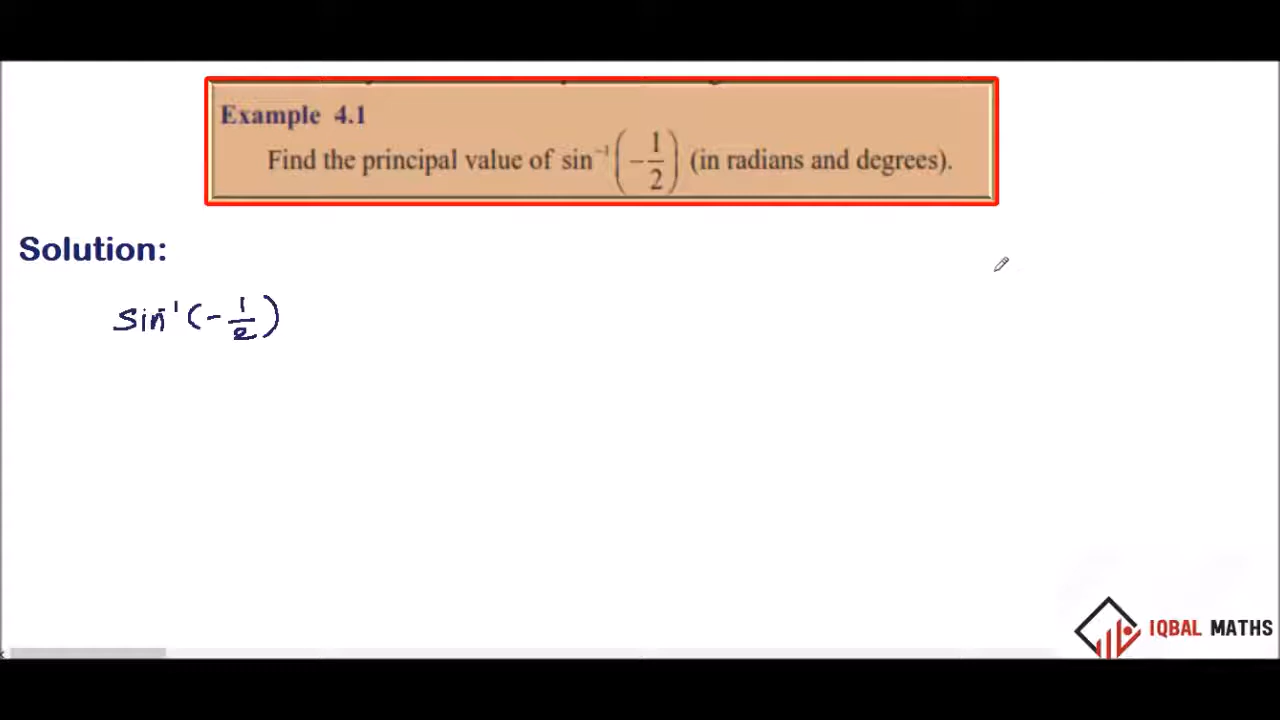 Example 4.1
Find the principal value of sin⁻¹(-1/2) (in radians and degrees).
Solution:
sin⁻¹(-1/2)
IQBAL MATHS